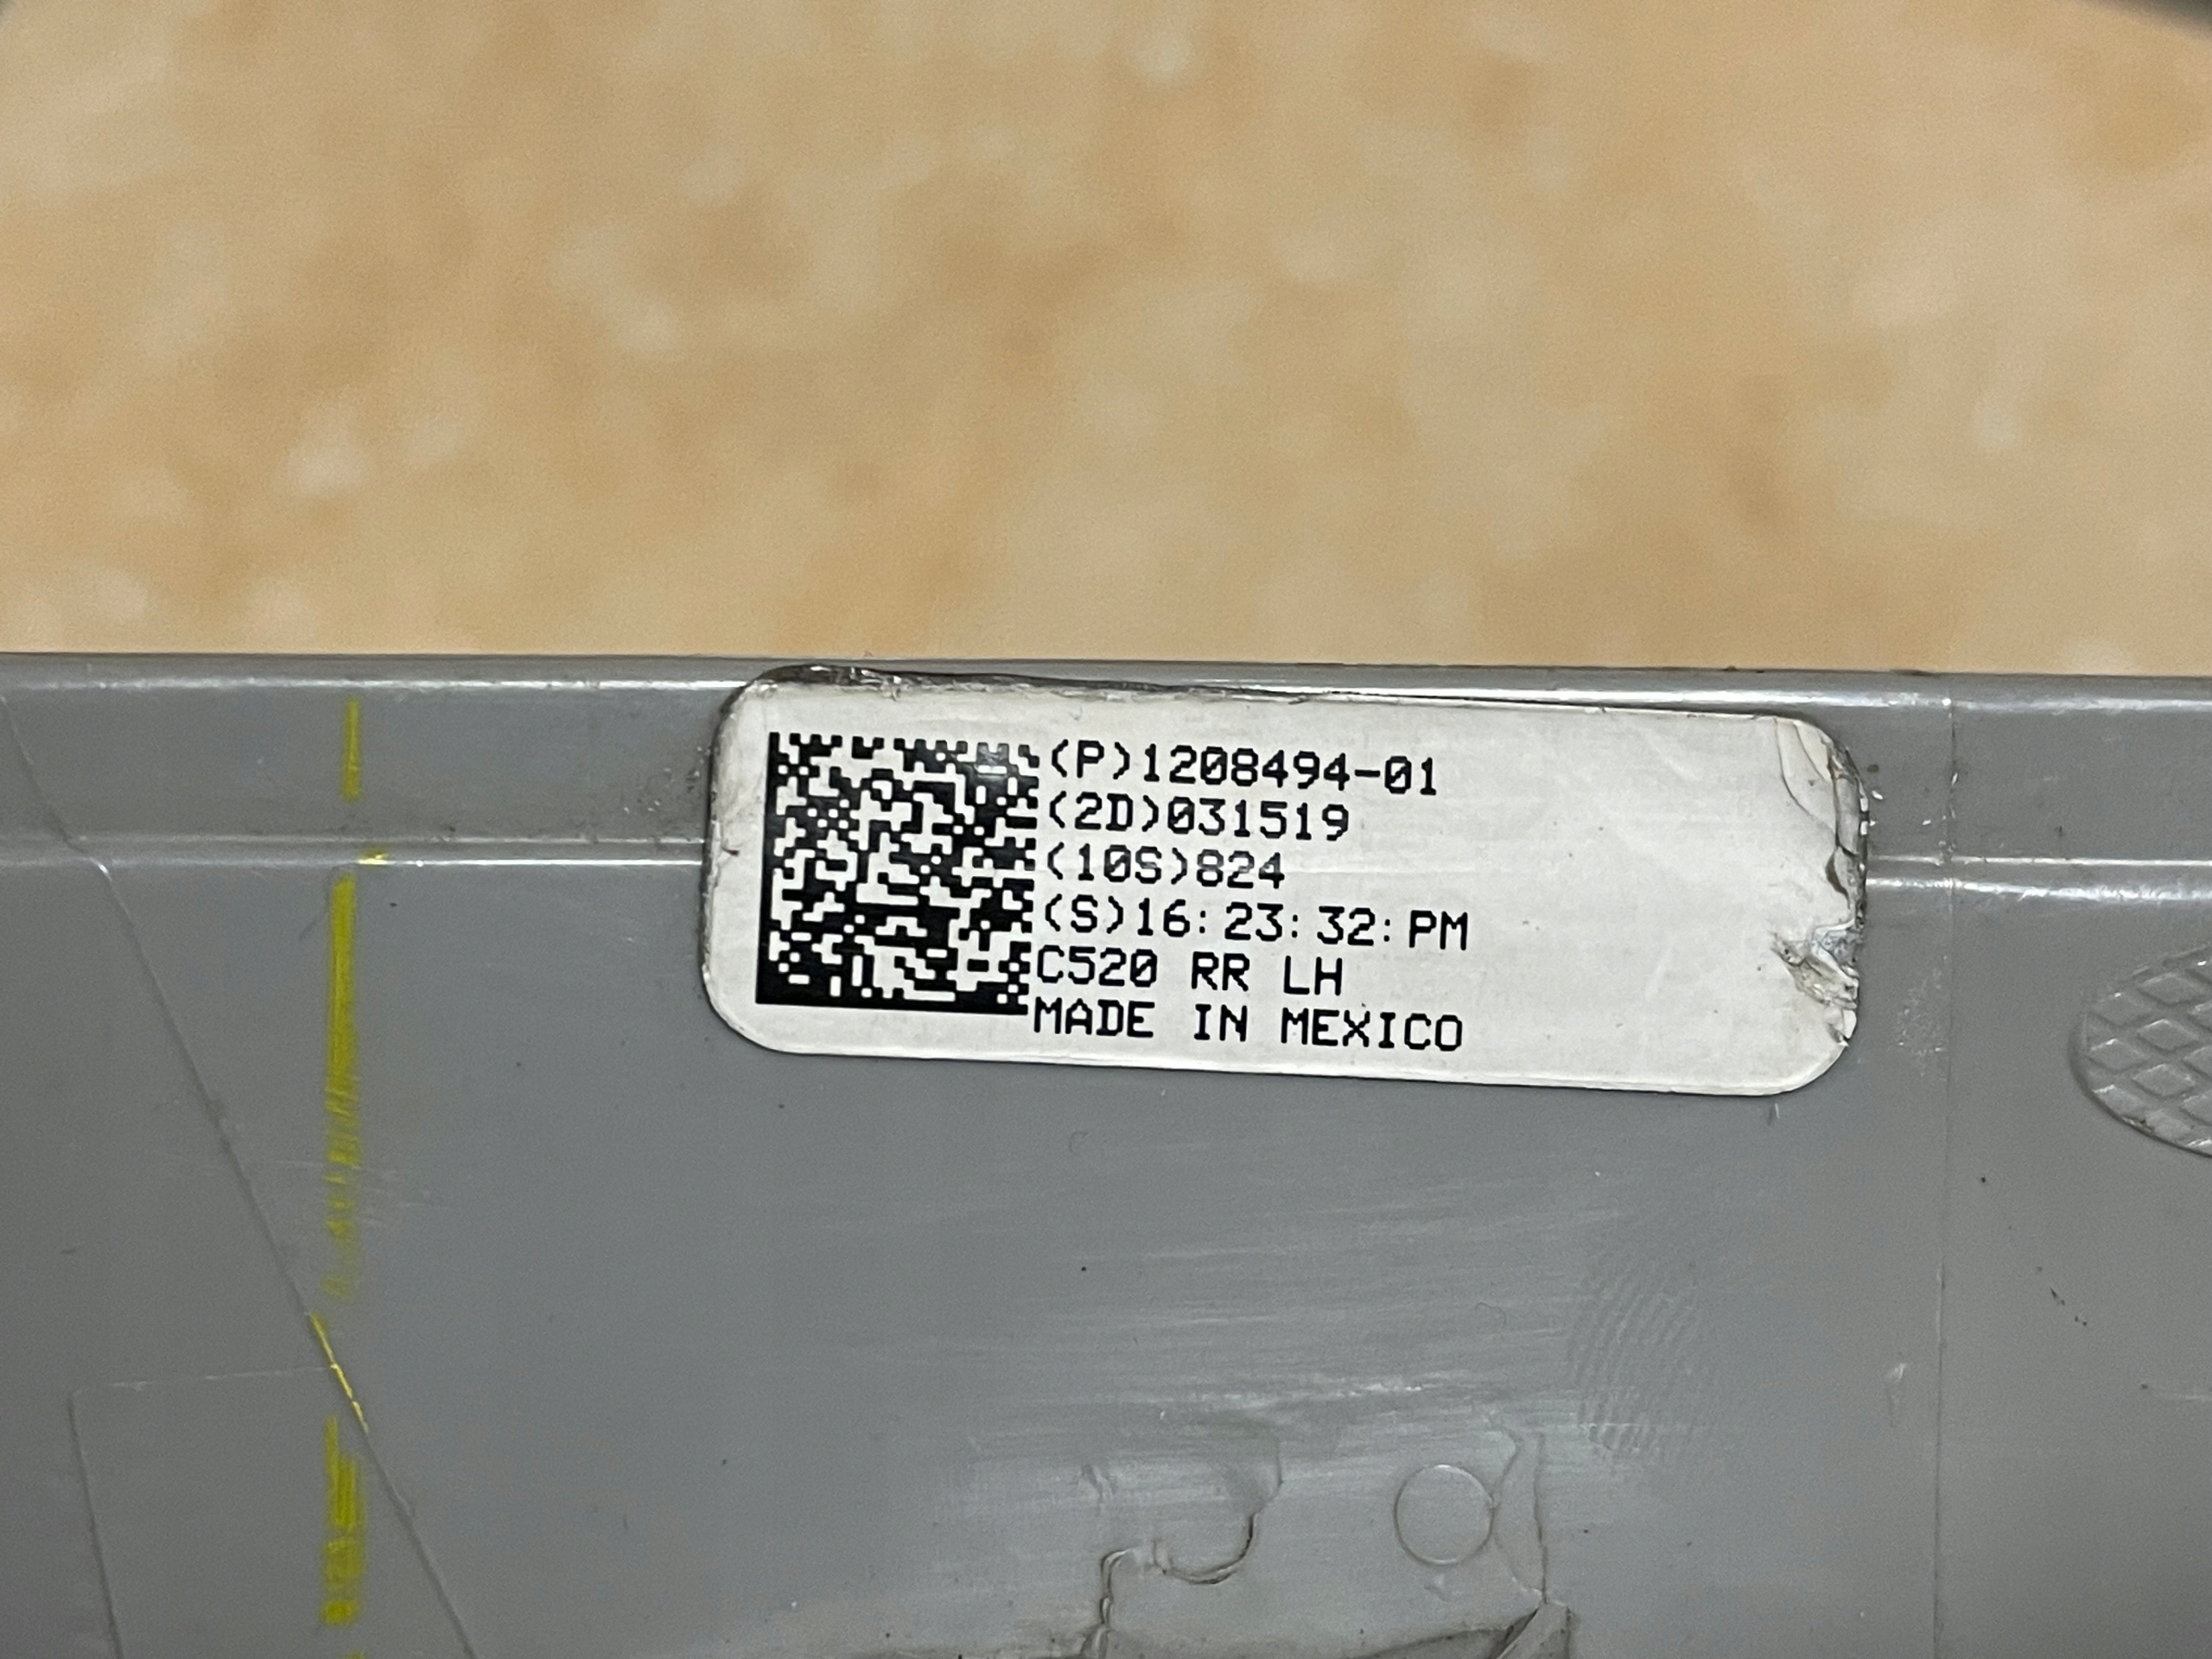 (P)1208494-01
(2D)031519
(10S)824
(S)16:23:32:PM
C520 RR LH
MADE IN MEXICO